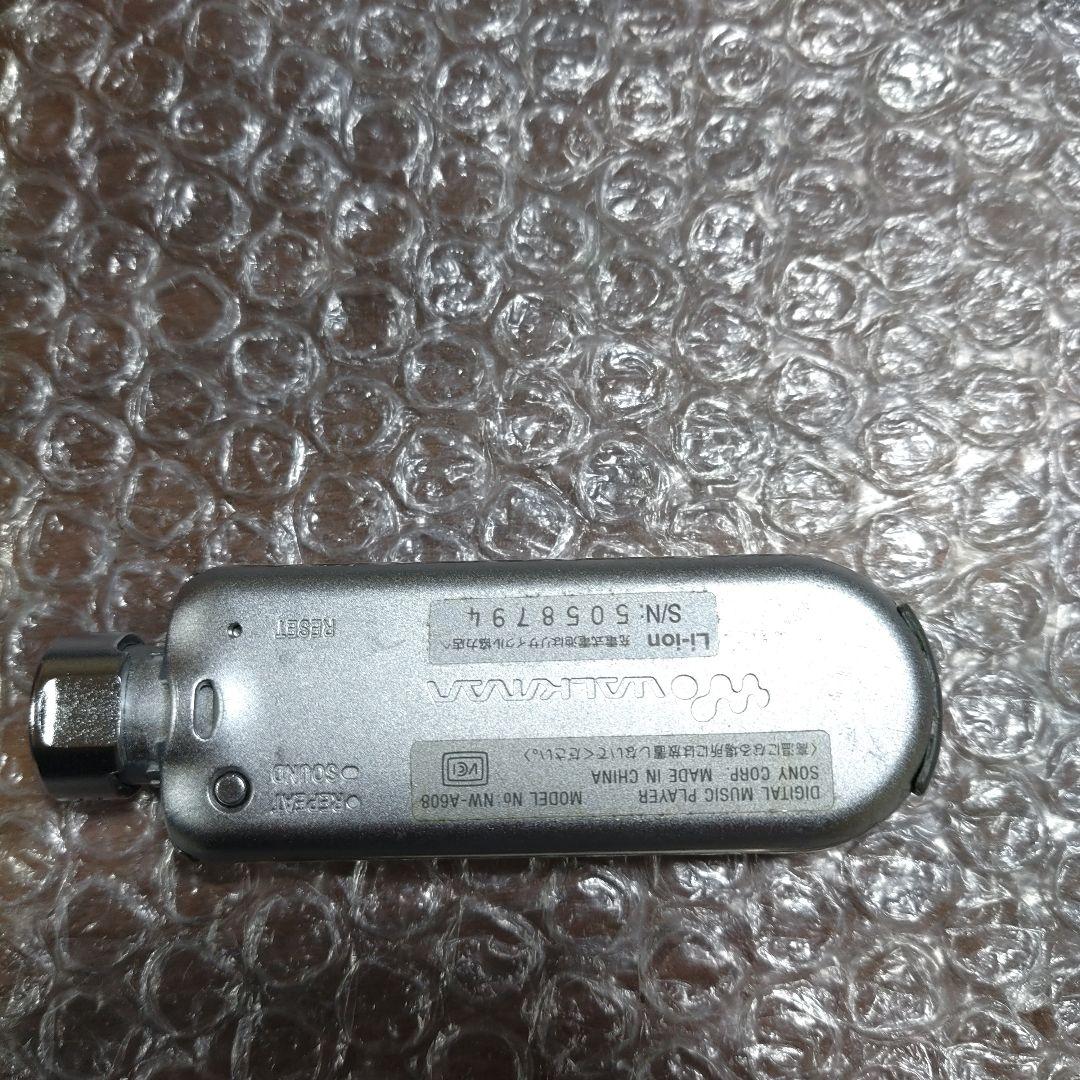 DIGITAL MUSIC PLAYER MODEL No. NW-A608
SONY CORP MADE IN CHINA
〈高温になる場所には放置しないでください。〉
VCI
WALKMAN
Li-ion 充電式電池はリサイクル協力店へ
S/N: 5058794
REPEAT
SOUND
RESET